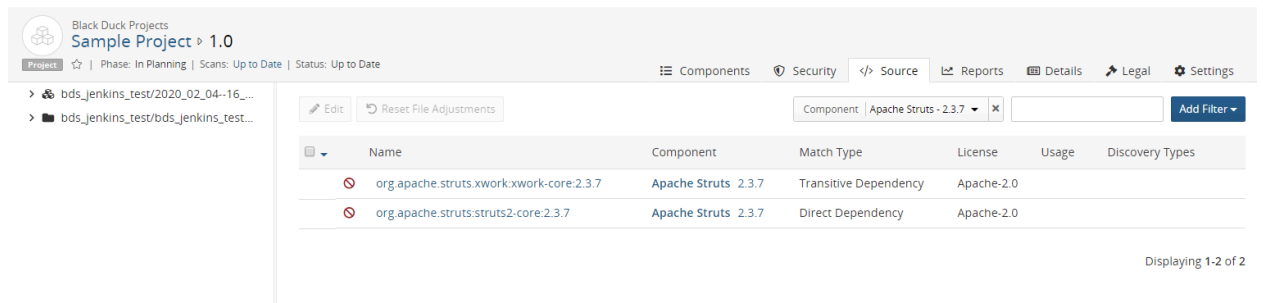 Black Duck Projects
Sample Project 1.0
Project | Phase: In Planning | Scans: Up to Date | Status: Up to Date
Components Security </> Source Reports Details Legal Settings
bds_jenkins_test/2020_02_04--16_...
bds_jenkins_test/bds_jenkins_test...
Edit Reset File Adjustments Component Apache Struts - 2.3.7 × Add Filter
Name Component Match Type License Usage Discovery Types
org.apache.struts.xwork:xwork-core:2.3.7 Apache Struts 2.3.7 Transitive Dependency Apache-2.0
org.apache.struts:struts2-core:2.3.7 Apache Struts 2.3.7 Direct Dependency Apache-2.0
Displaying 1-2 of 2